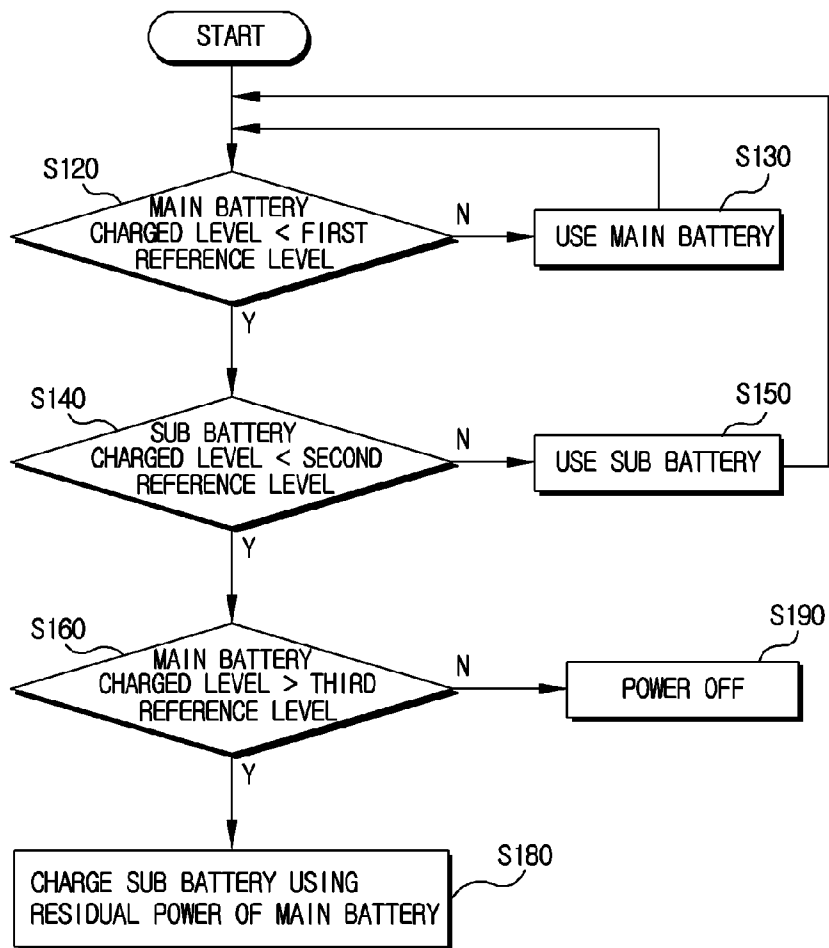 START
S120
MAIN BATTERY
CHARGED LEVEL < FIRST
REFERENCE LEVEL
N
S130
USE MAIN BATTERY
Y
S140
SUB BATTERY
CHARGED LEVEL < SECOND
REFERENCE LEVEL
N
S150
USE SUB BATTERY
Y
S160
MAIN BATTERY
CHARGED LEVEL > THIRD
REFERENCE LEVEL
N
S190
POWER OFF
Y
S180
CHARGE SUB BATTERY USING
RESIDUAL POWER OF MAIN BATTERY